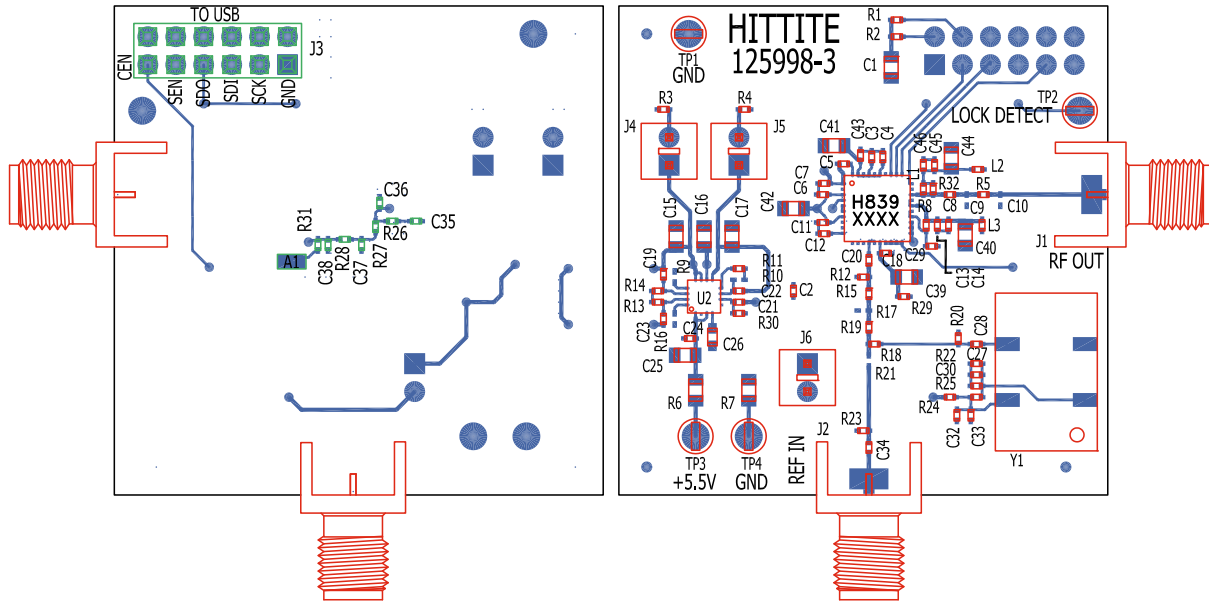 TO USB
J3
CEN
SEN
SDO
SDI
SCK
GND
C36
R31
R26
C35
A1
C38
R28
C37
R27
HITTITE
125998-3
TP1
GND
R1
R2
C1
TP2
LOCK DETECT
R3
R4
J4
J5
C41
C43
C3
C4
C46
C45
C44
C5
C7
C6
L1
L2
C42
H839
XXXX
R32
R5
R8
C8
C9
C10
C15
C16
C17
C11
C12
L3
C40
J1
RF OUT
C19
R9
R11
R10
C20
C18
C29
C13
C14
R14
R13
U2
C22
C21
R30
C2
R12
R15
C39
R29
R17
C23
R16
C24
C26
C25
J6
R19
R18
R21
R20
C28
R22
C27
C30
R25
R24
C32
C33
R6
R7
R23
J2
C34
Y1
TP3
+5.5V
TP4
GND
REF IN